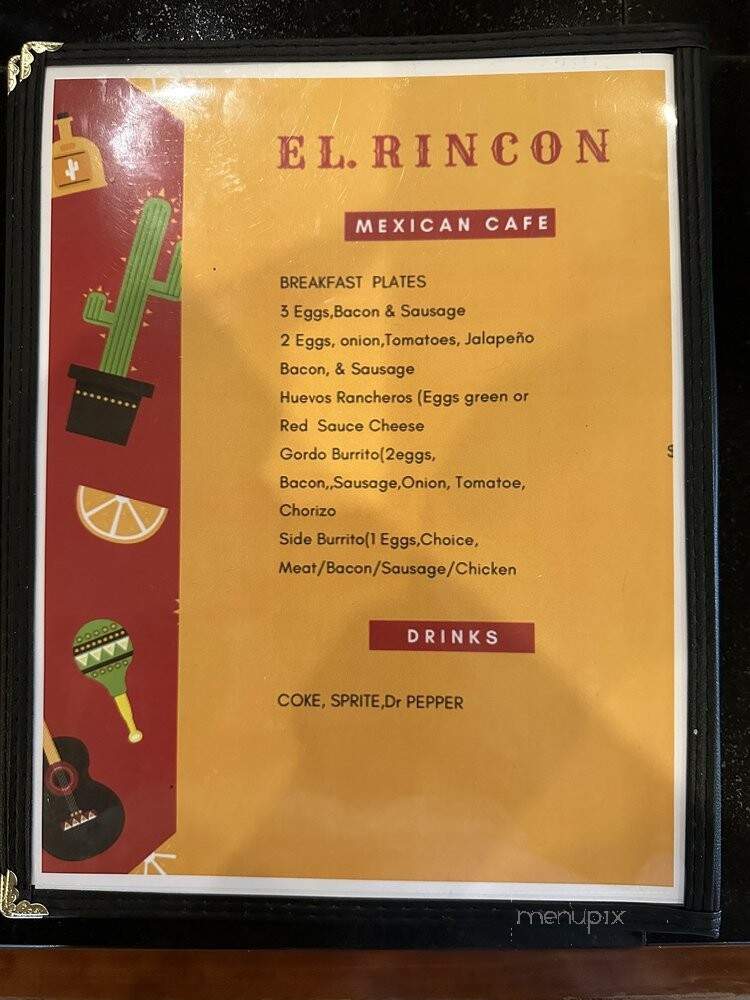 EL. RINCON
MEXICAN CAFE
BREAKFAST PLATES
3 Eggs,Bacon & Sausage
2 Eggs, onion,Tomatoes, Jalapeño
Bacon, & Sausage
Huevos Rancheros (Eggs green or
Red Sauce Cheese
Gordo Burrito(2eggs,
$
Bacon,,Sausage,Onion, Tomatoe,
Chorizo
Side Burrito(1 Eggs,Choice,
Meat/Bacon/Sausage/Chicken
DRINKS
COKE, SPRITE,Dr PEPPER
menupix